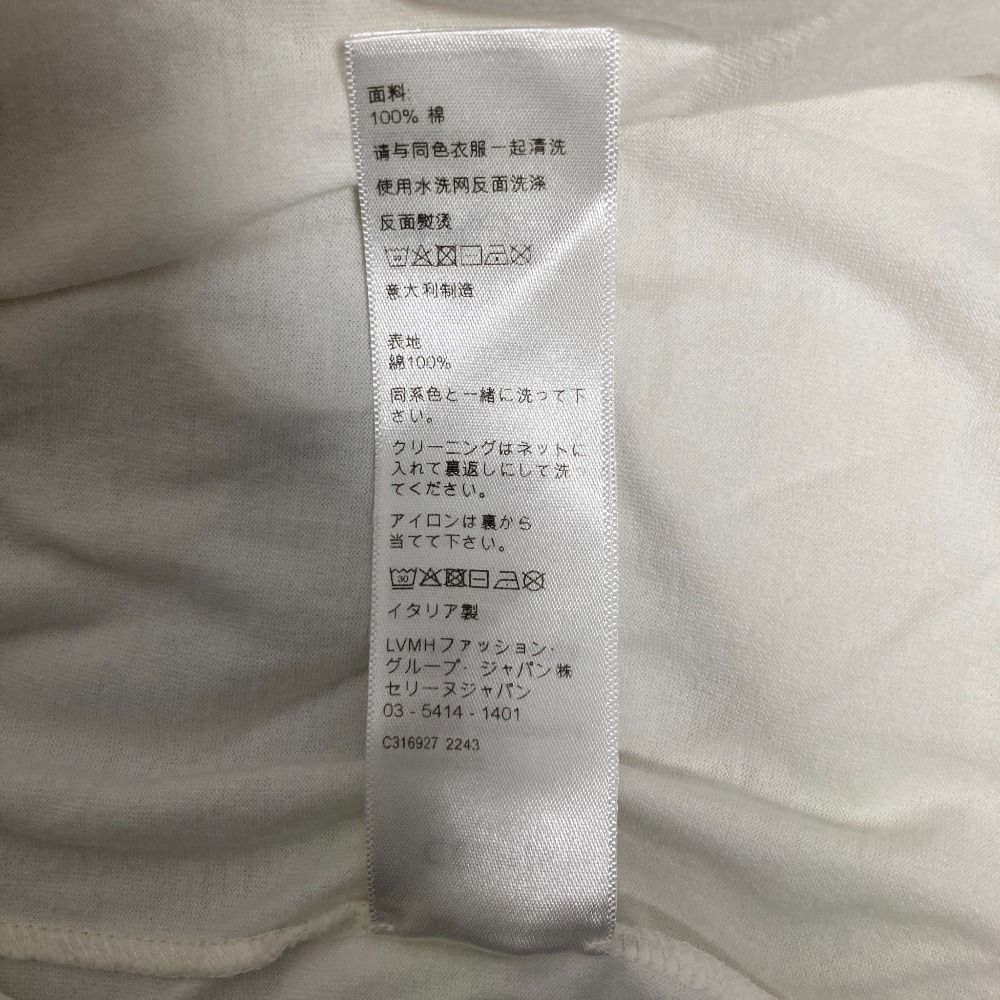 面料:
100% 棉
请与同色衣服一起清洗
使用水洗网反面洗涤
反面熨烫
30
意大利制造
表地
綿100%
同系色と一緒に洗って下
さい。
クリーニングはネットに
入れて裏返しにして洗っ
てください。
アイロンは裏から
当てて下さい。
30
イタリア製
LVMHファッション・
グループ・ジャパン㈱
セリーヌジャパン
03 - 5414 - 1401
C316927 2243